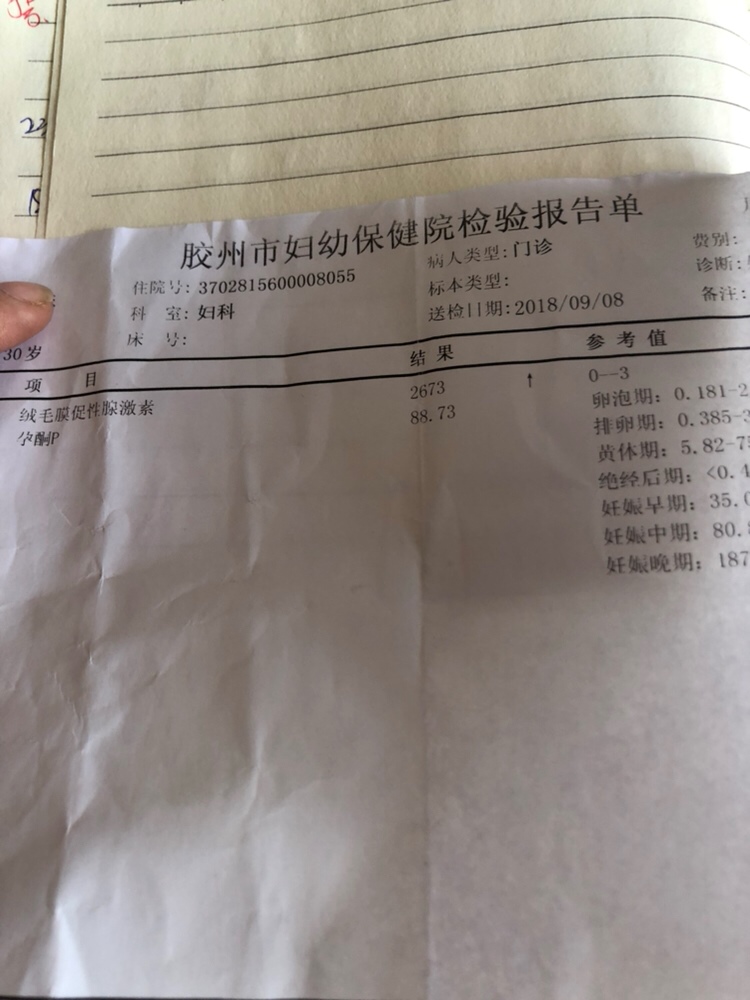 23
胶州市妇幼保健院检验报告单
住院号: 3702815600008055 病人类型: 门诊 费别:
科 室: 妇科 标本类型: 诊断:
30岁 床 号: 送检日期: 2018/09/08 备注:
项 目 结 果 参 考 值
绒毛膜促性腺激素 2673 ↑ 0--3
孕酮P 88.73 卵泡期: 0.181-2
排卵期: 0.385-3
黄体期: 5.82-75
绝经后期: <0.4
妊娠早期: 35.0
妊娠中期: 80.8
妊娠晚期: 187